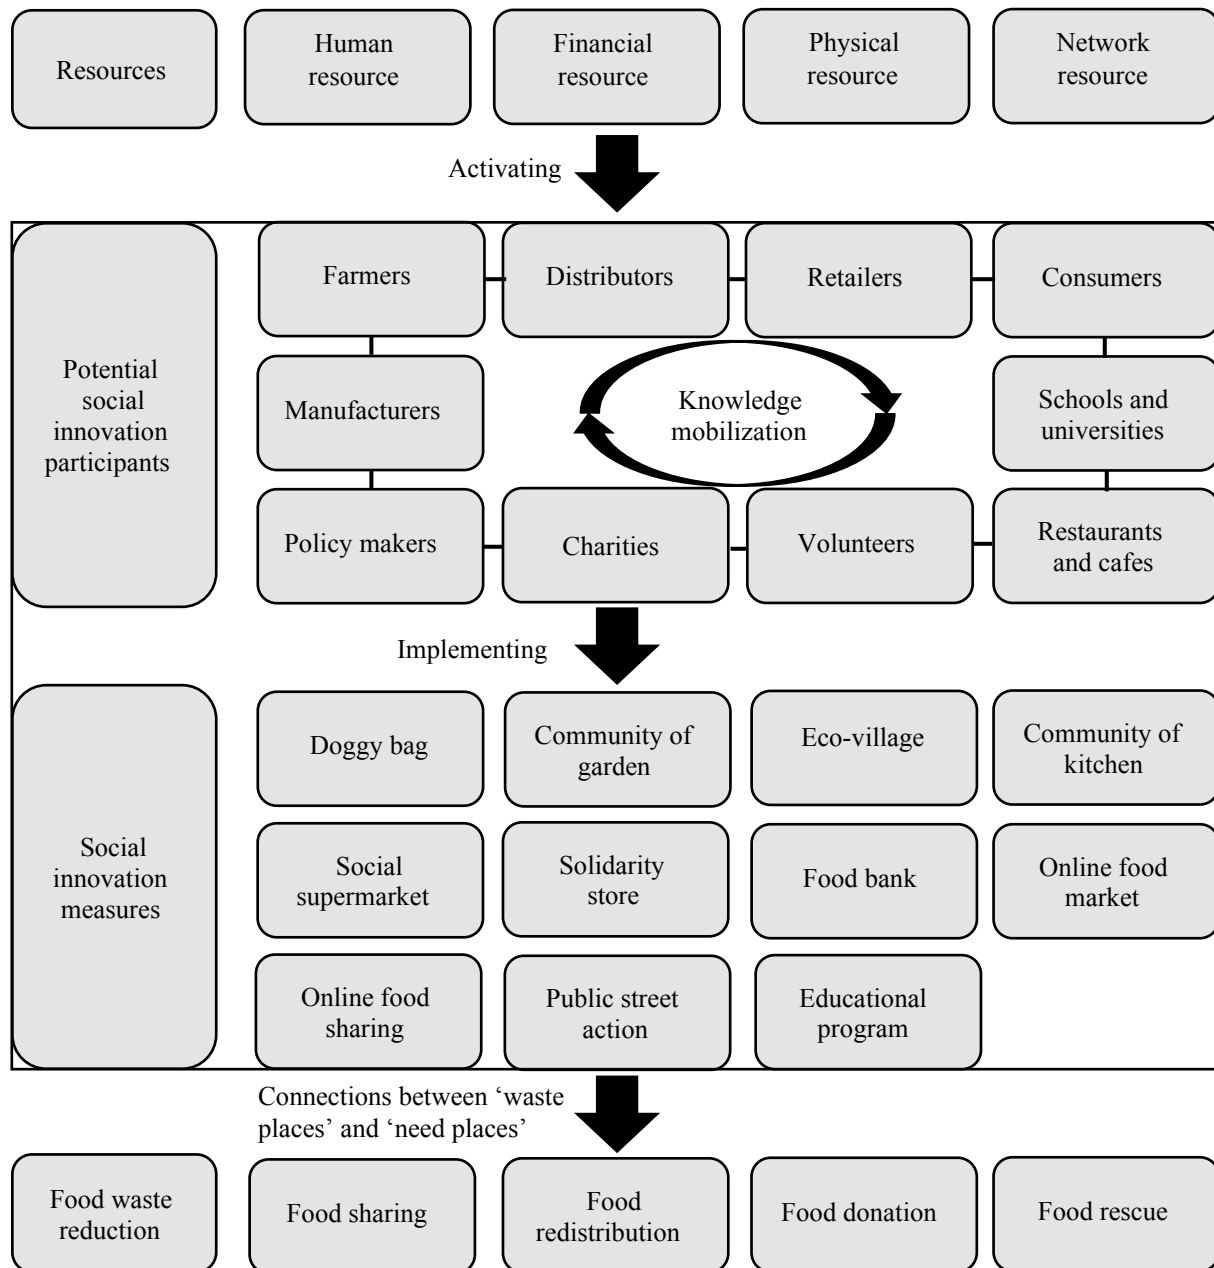 Resources
Human
resource
Financial
resource
Physical
resource
Network
resource
Activating
Potential
social
innovation
participants
Farmers
Distributors
Retailers
Consumers
Manufacturers
Knowledge
mobilization
Schools and
universities
Policy makers
Charities
Volunteers
Restaurants
and cafes
Implementing
Social
innovation
measures
Doggy bag
Community of
garden
Eco-village
Community of
kitchen
Social
supermarket
Solidarity
store
Food bank
Online food
market
Online food
sharing
Public street
action
Educational
program
Connections between ‘waste
places’ and ‘need places’
Food waste
reduction
Food sharing
Food
redistribution
Food donation
Food rescue